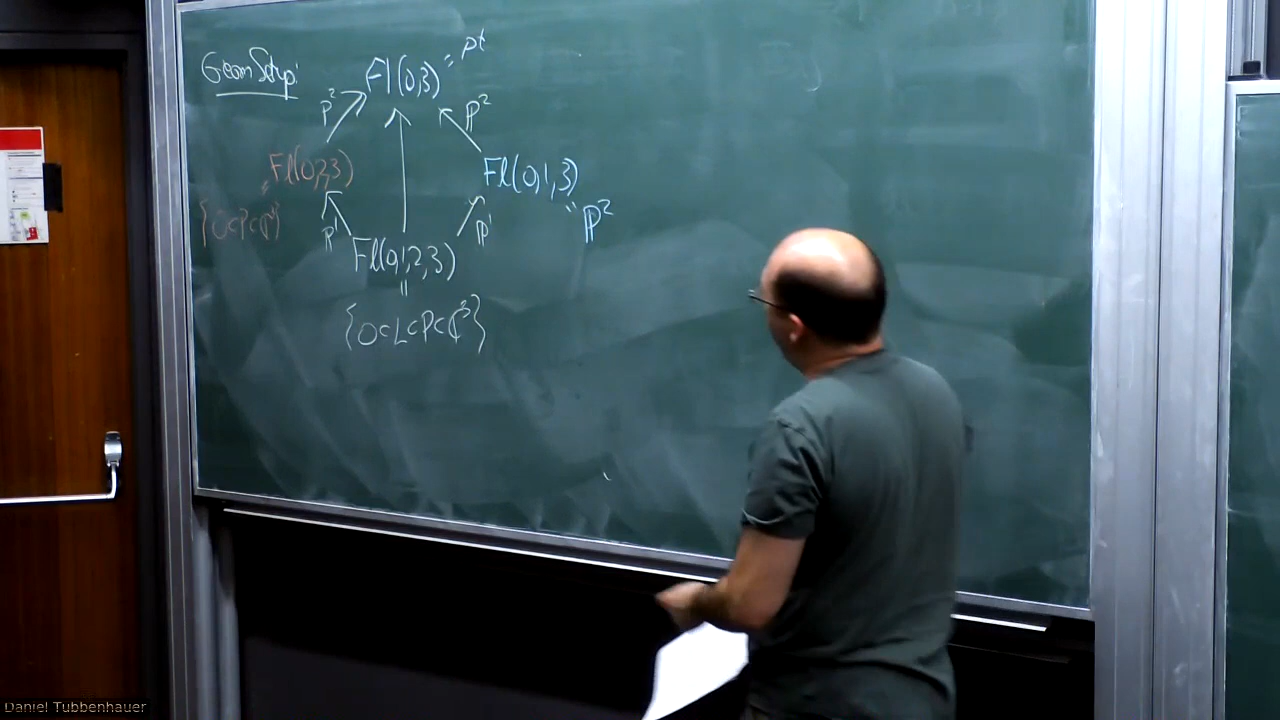 Geom Setup:
Fl(0,3) = pt
P² ℙ²
Fl(0,2,3) Fl(0,1,3)
{0⊂P⊂ℂ³} = ℙ²
P¹ ℙ¹
Fl(0,1,2,3)
=
{0⊂L⊂P⊂ℂ³}
Daniel Tubbenhauer